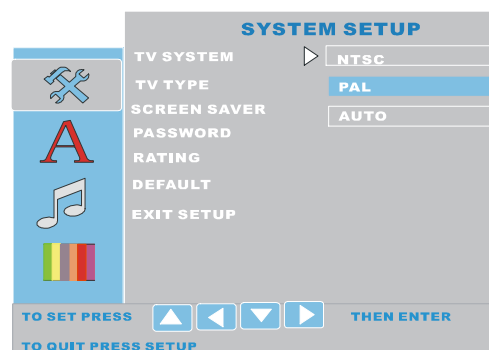 SYSTEM SETUP
TV SYSTEM NTSC
TV TYPE PAL
SCREEN SAVER AUTO
PASSWORD
RATING
DEFAULT
EXIT SETUP
A
TO SET PRESS THEN ENTER
TO QUIT PRESS SETUP